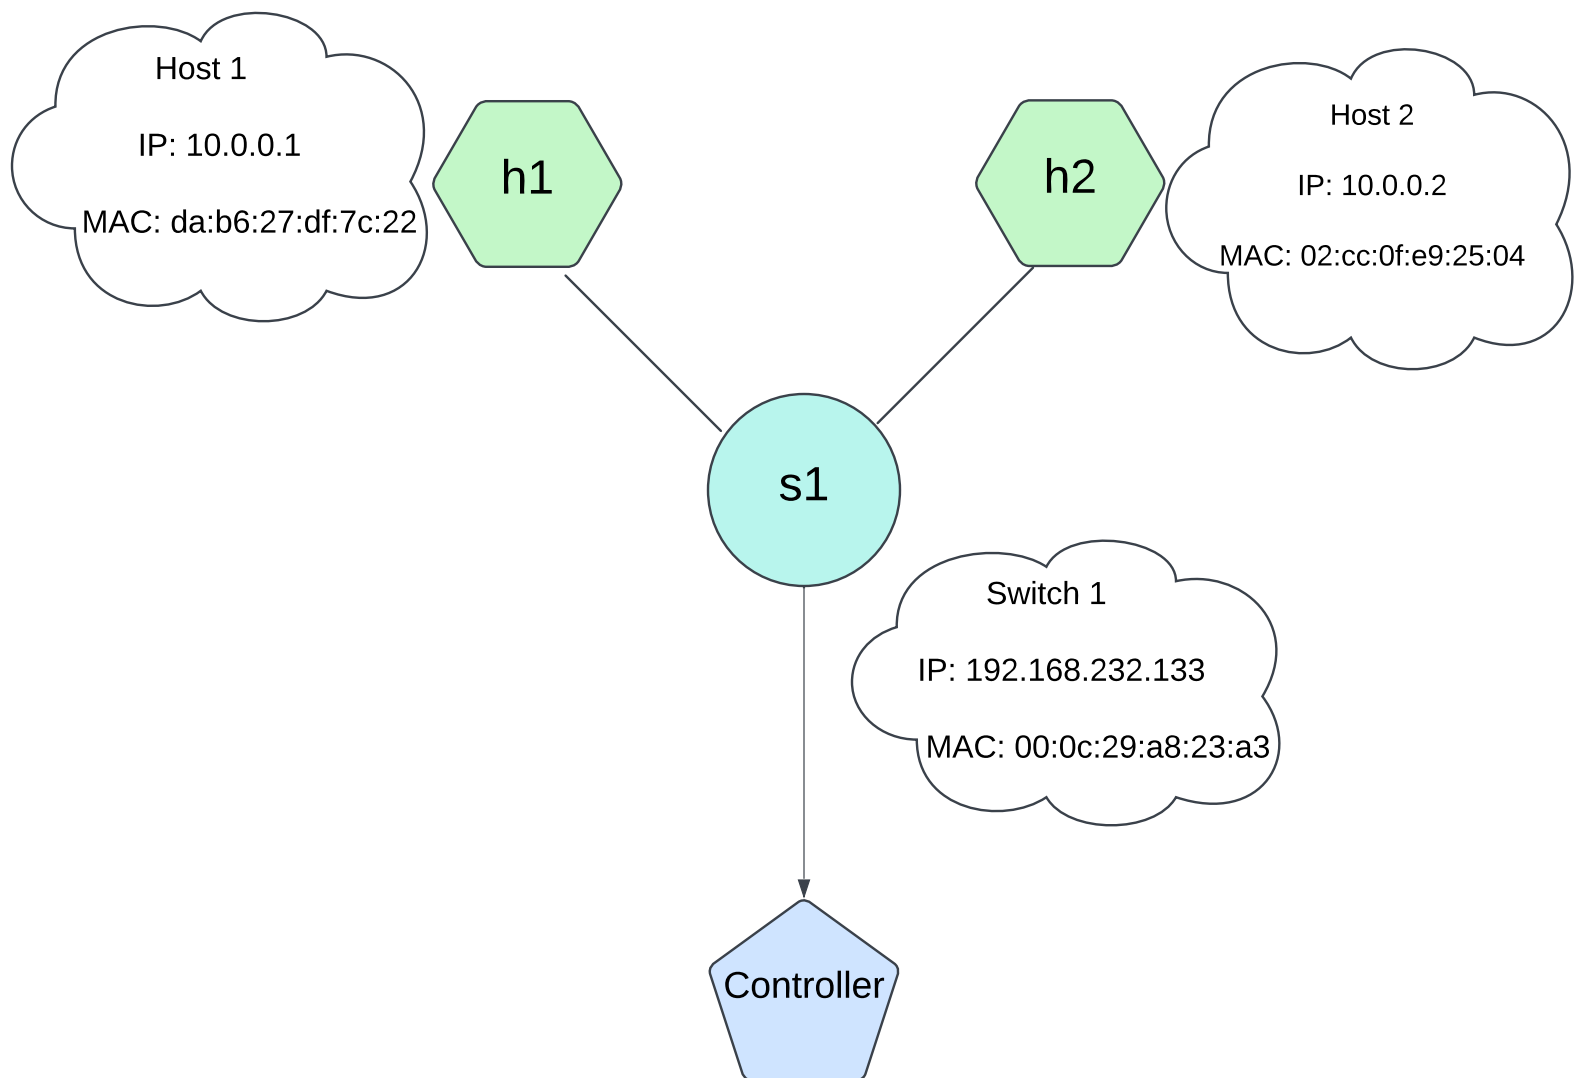 Host 1
IP: 10.0.0.1
MAC: da:b6:27:df:7c:22
h1
h2
Host 2
IP: 10.0.0.2
MAC: 02:cc:0f:e9:25:04
s1
Switch 1
IP: 192.168.232.133
MAC: 00:0c:29:a8:23:a3
Controller